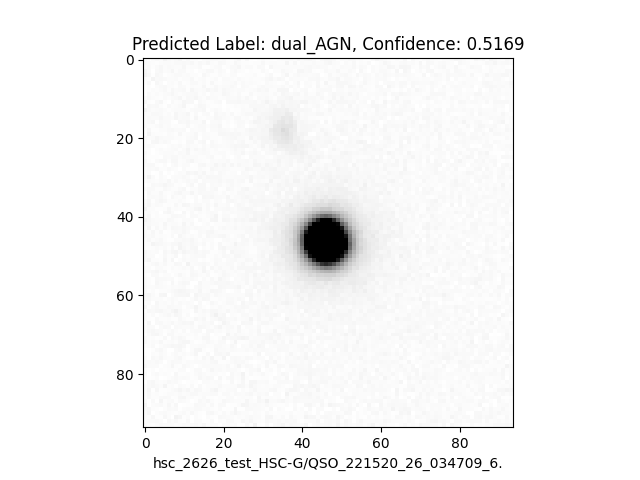 Predicted Label: dual_AGN, Confidence: 0.5169
0
20
40
60
80
0 20 40 60 80
hsc_2626_test_HSC-G/QSO_221520_26_034709_6.